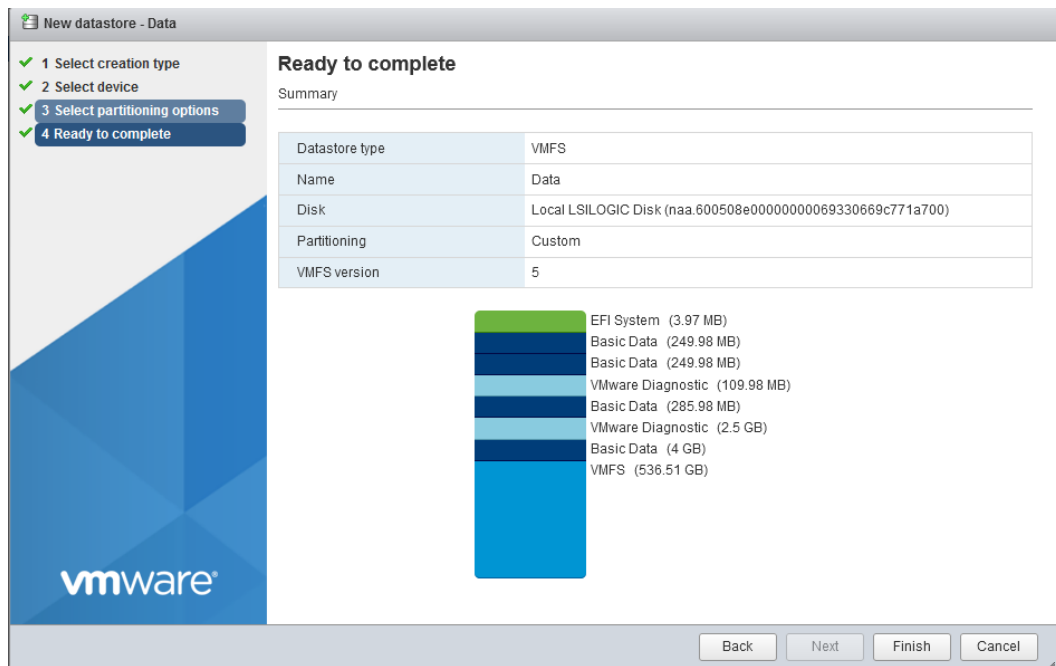 New datastore - Data
1 Select creation type
2 Select device
3 Select partitioning options
4 Ready to complete
Ready to complete
Summary
Datastore type VMFS
Name Data
Disk Local LSILOGIC Disk (naa.600508e00000000069330669c771a700)
Partitioning Custom
VMFS version 5
EFI System (3.97 MB)
Basic Data (249.98 MB)
Basic Data (249.98 MB)
VMware Diagnostic (109.98 MB)
Basic Data (285.98 MB)
VMware Diagnostic (2.5 GB)
Basic Data (4 GB)
VMFS (536.51 GB)
vmware®
Back Next Finish Cancel